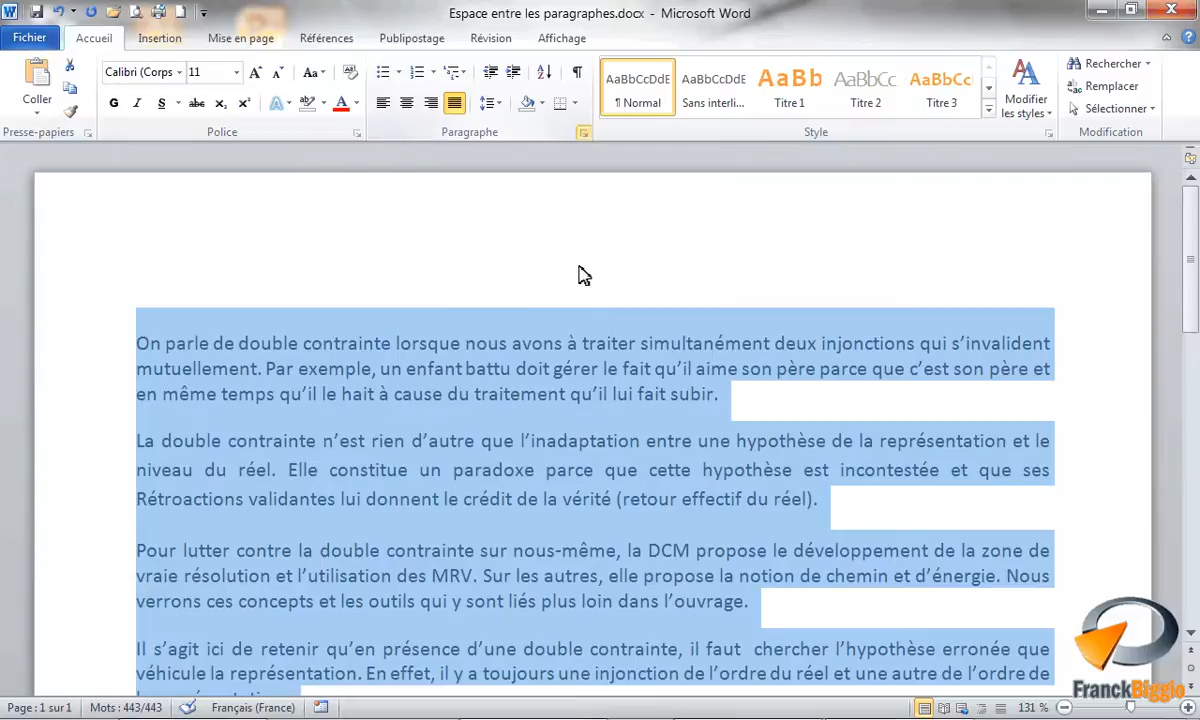 Espace entre les paragraphes.docx - Microsoft Word
Fichier Accueil Insertion Mise en page Références Publipostage Révision Affichage
Calibri (Corps 11 Aa
AaBbCcDdE AaBbCcDdE AaBb AaBbCc AaBbCc
Rechercher
Remplacer
Sélectionner
Coller
G I S abc x₂ x² A ab A
¶ Normal Sans interli... Titre 1 Titre 2 Titre 3
Modifier
les styles
Presse-papiers Police Paragraphe Style Modification
On parle de double contrainte lorsque nous avons à traiter simultanément deux injonctions qui s’invalident
mutuellement. Par exemple, un enfant battu doit gérer le fait qu’il aime son père parce que c’est son père et
en même temps qu’il le hait à cause du traitement qu’il lui fait subir.
La double contrainte n’est rien d’autre que l’inadaptation entre une hypothèse de la représentation et le
niveau du réel. Elle constitue un paradoxe parce que cette hypothèse est incontestée et que ses
Rétroactions validantes lui donnent le crédit de la vérité (retour effectif du réel).
Pour lutter contre la double contrainte sur nous-même, la DCM propose le développement de la zone de
vraie résolution et l’utilisation des MRV. Sur les autres, elle propose la notion de chemin et d’énergie. Nous
verrons ces concepts et les outils qui y sont liés plus loin dans l’ouvrage.
Il s’agit ici de retenir qu’en présence d’une double contrainte, il faut chercher l’hypothèse erronée que
véhicule la représentation. En effet, il y a toujours une injonction de l’ordre du réel et une autre de l’ordre de
FranckBiggio
Page : 1 sur 1 Mots : 443/443 Français (France) 131 %